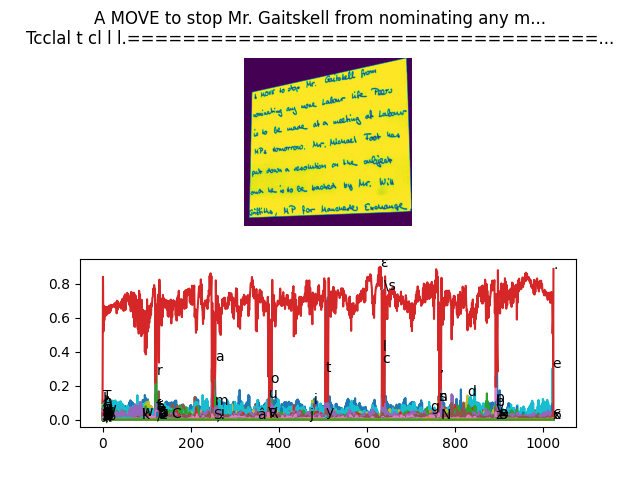 A MOVE to stop Mr. Gaitskell from nominating any m...
Tcclal t cl l l.==================================...
A MOVE to stop Mr. Gaitskell from
nominating any more Labour Life Peers
is to be made at a meeting of Labour
MPs tomorrow. Mr. Michael Foot has
put down a resolution on the subject
and he is to be backed by Mr. Will
Griffiths, MP for Manchester Exchange.
0.8
0.6
0.4
0.2
0.0
ε
\s
l
c
r
a
o
u
t
e
T
m
i
d
g
y
C
N
0 200 400 600 800 1000